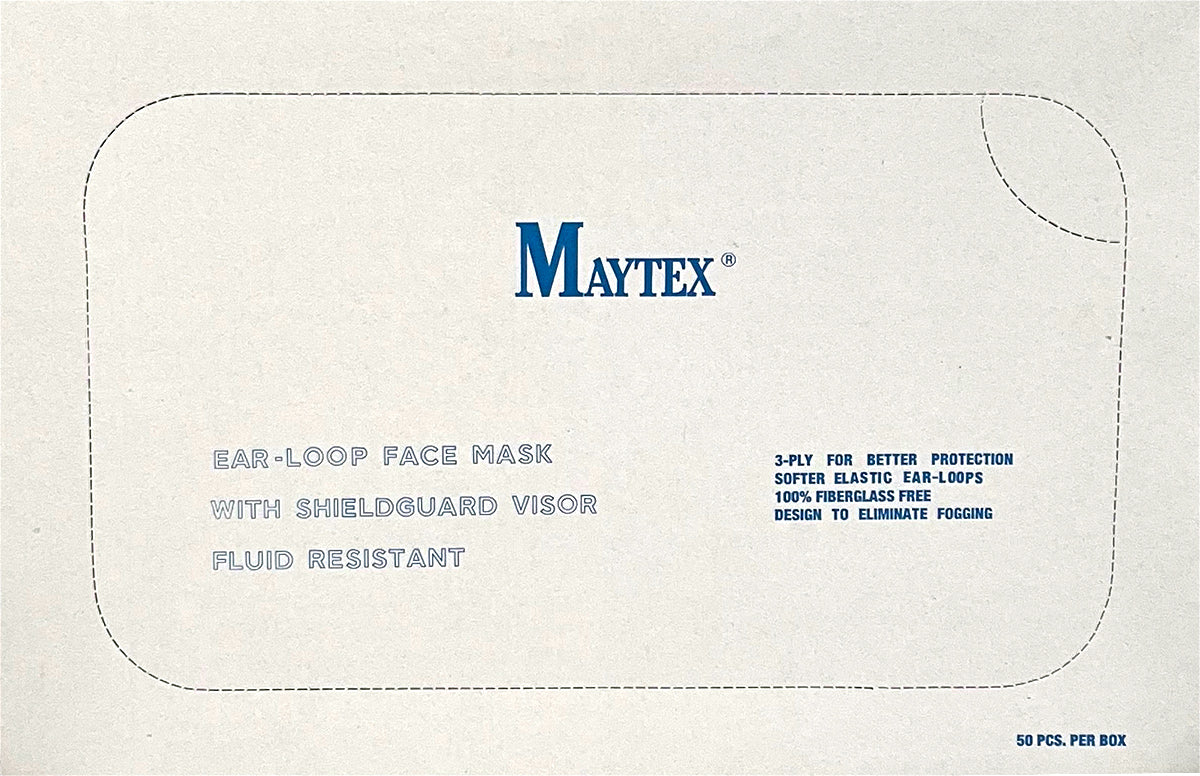 MAYTEX®
EAR-LOOP FACE MASK
WITH SHIELDGUARD VISOR
FLUID RESISTANT
3-PLY FOR BETTER PROTECTION
SOFTER ELASTIC EAR-LOOPS
100% FIBERGLASS FREE
DESIGN TO ELIMINATE FOGGING
50 PCS. PER BOX